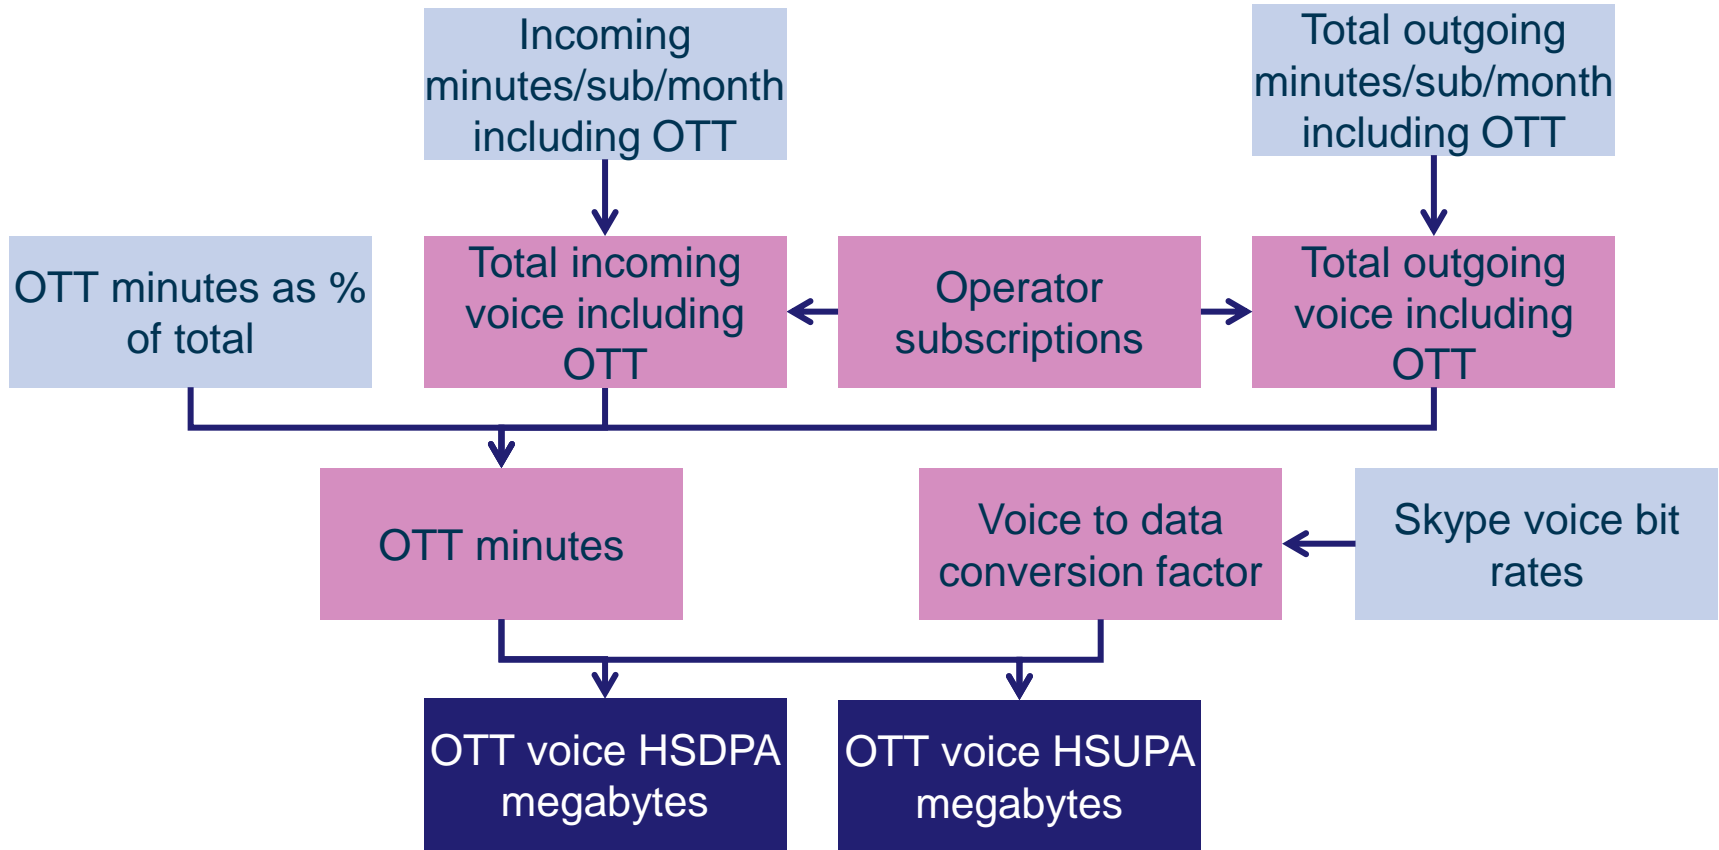 Incoming
minutes/sub/month
including OTT
Total outgoing
minutes/sub/month
including OTT
OTT minutes as %
of total
Total incoming
voice including
OTT
Operator
subscriptions
Total outgoing
voice including
OTT
OTT minutes
Voice to data
conversion factor
Skype voice bit
rates
OTT voice HSDPA
megabytes
OTT voice HSUPA
megabytes